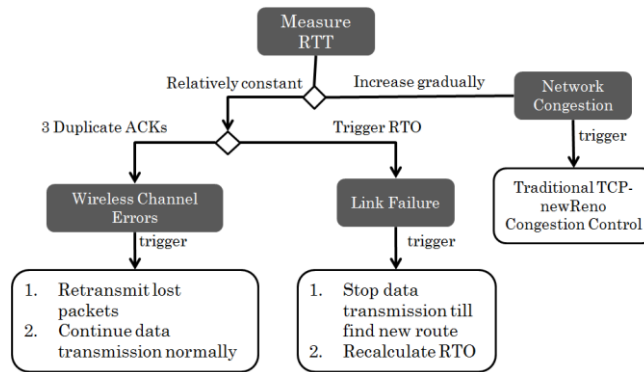 Measure
RTT
Relatively constant
Increase gradually
Network
Congestion
3 Duplicate ACKs
Trigger RTO
trigger
Wireless Channel
Errors
Link Failure
Traditional TCP-
newReno
Congestion Control
trigger
trigger
1. Retransmit lost
packets
2. Continue data
transmission normally
1. Stop data
transmission till
find new route
2. Recalculate RTO